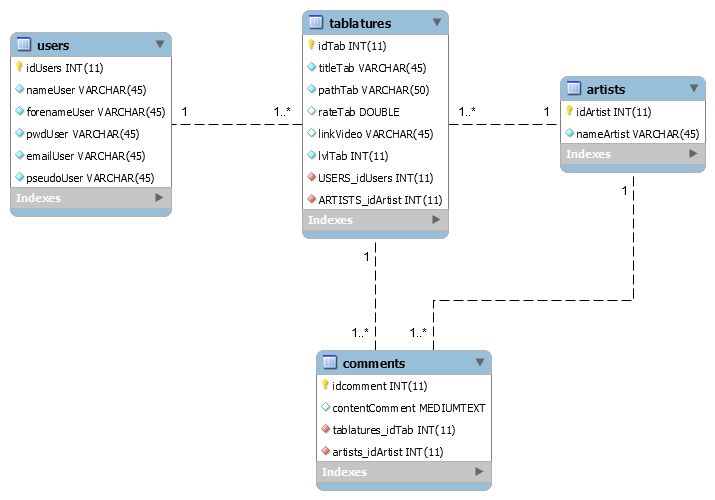 users
idUsers INT(11)
nameUser VARCHAR(45)
forenameUser VARCHAR(45)
pwdUser VARCHAR(45)
emailUser VARCHAR(45)
pseudoUser VARCHAR(45)
Indexes
1
1..*
tablatures
idTab INT(11)
titleTab VARCHAR(45)
pathTab VARCHAR(50)
rateTab DOUBLE
linkVideo VARCHAR(45)
lvlTab INT(11)
USERS_idUsers INT(11)
ARTISTS_idArtist INT(11)
Indexes
1..*
1
artists
idArtist INT(11)
nameArtist VARCHAR(45)
Indexes
1
1
1..*
1..*
comments
idcomment INT(11)
contentComment MEDIUMTEXT
tablatures_idTab INT(11)
artists_idArtist INT(11)
Indexes